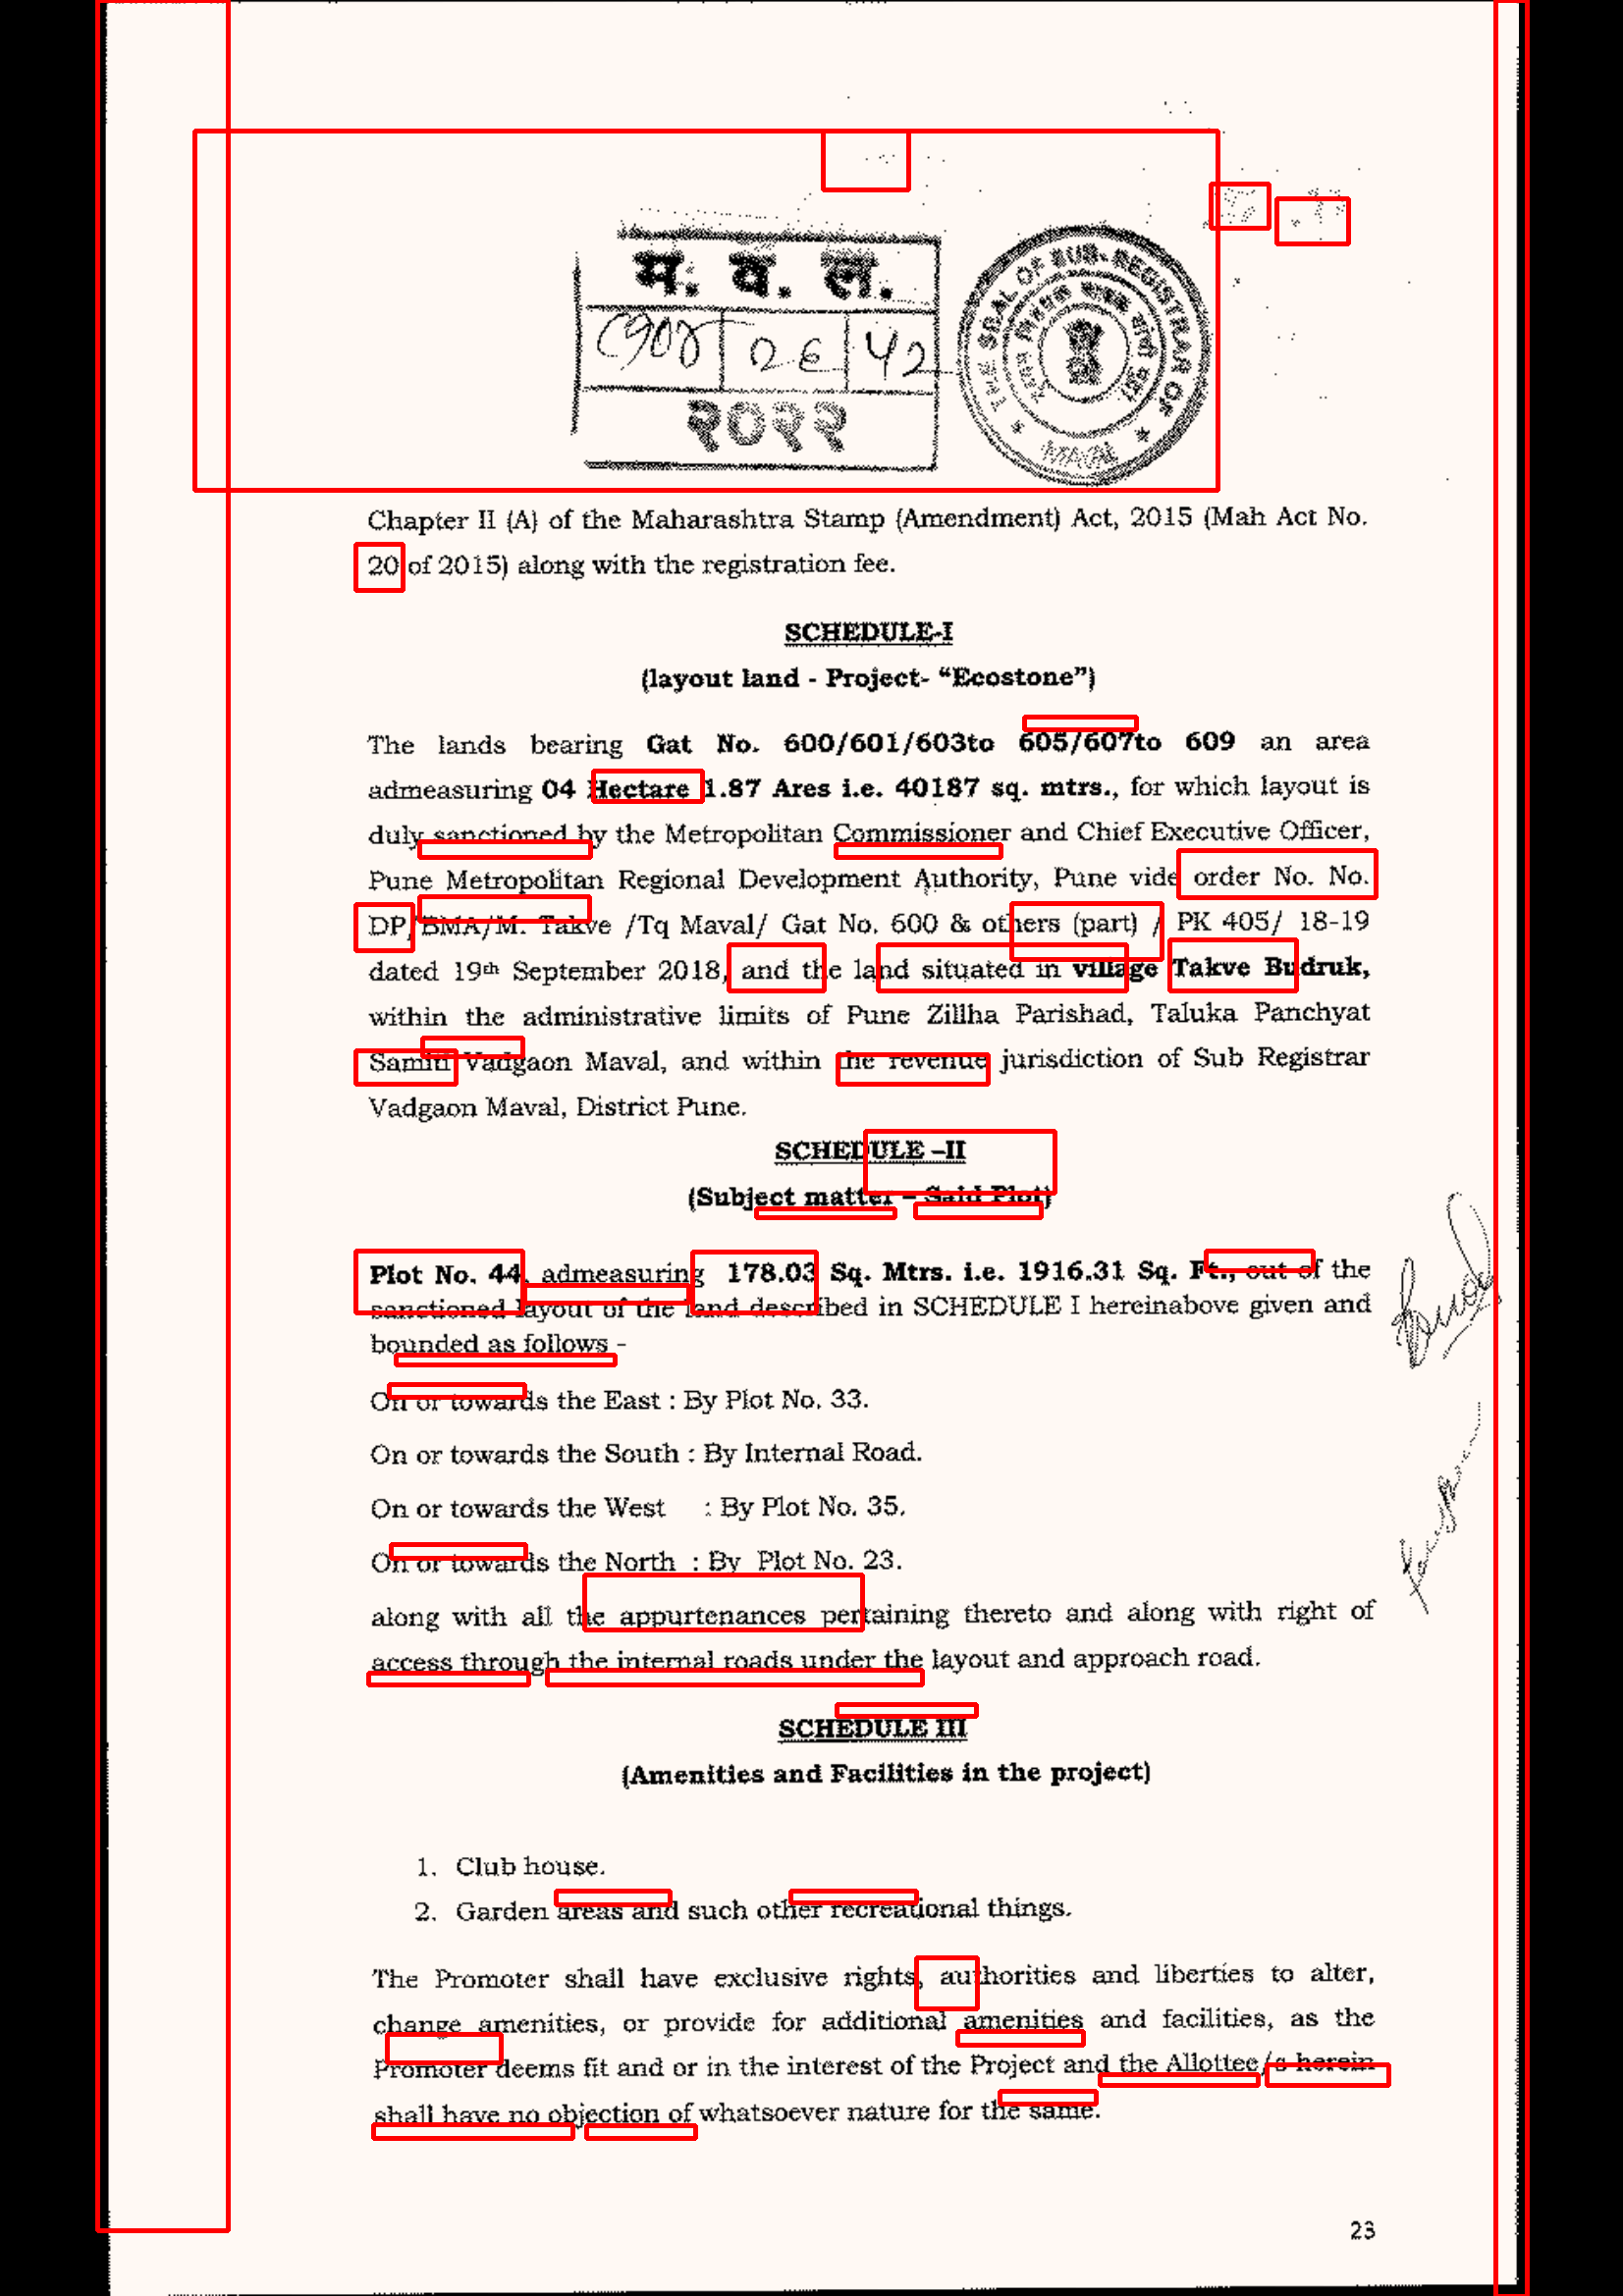 म. व. ल.
२०२२
THE SEAL OF SUB-REGISTRAR OF
MAVAL
Chapter II (A) of the Maharashtra Stamp (Amendment) Act, 2015 (Mah Act No.
20 of 2015) along with the registration fee.
SCHEDULE-I
(layout land - Project- “Ecostone”)
The lands bearing Gat No. 600/601/603to 605/607to 609 an area
admeasuring 04 Hectare 1.87 Ares i.e. 40187 sq. mtrs., for which layout is
duly sanctioned by the Metropolitan Commissioner and Chief Executive Officer,
Pune Metropolitan Regional Development Authority, Pune vide order No. No.
DP/BMA/M. Takve /Tq Maval/ Gat No. 600 & others (part) / PK 405/ 18-19
dated 19th September 2018, and the land situated in village Takve Budruk,
within the administrative limits of Pune Zillha Parishad, Taluka Panchyat
Samiti Vadgaon Maval, and within the revenue jurisdiction of Sub Registrar
Vadgaon Maval, District Pune.
SCHEDULE –II
(Subject matter – Said Plot)
Plot No. 44, admeasuring 178.03 Sq. Mtrs. i.e. 1916.31 Sq. Ft., out of the
sanctioned layout of the land described in SCHEDULE I hereinabove given and
bounded as follows -
On or towards the East : By Plot No. 33.
On or towards the South : By Internal Road.
On or towards the West : By Plot No. 35.
On or towards the North : By Plot No. 23.
along with all the appurtenances pertaining thereto and along with right of
access through the internal roads under the layout and approach road.
SCHEDULE III
(Amenities and Facilities in the project)
1. Club house.
2. Garden areas and such other recreational things.
The Promoter shall have exclusive rights, authorities and liberties to alter,
change amenities, or provide for additional amenities and facilities, as the
Promoter deems fit and or in the interest of the Project and the Allottee/s herein
shall have no objection of whatsoever nature for the same.
23